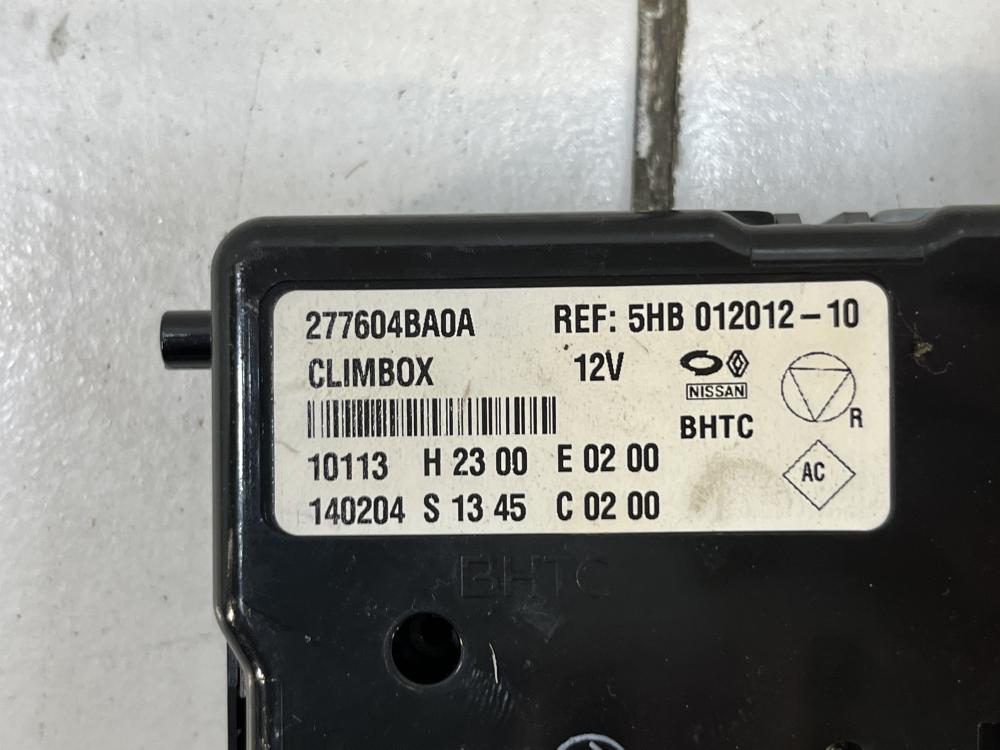 277604BA0A REF: 5HB 012012-10
CLIMBOX 12V
NISSAN
BHTC
R
10113 H 23 00 E 02 00
AC
140204 S 13 45 C 02 00
BHTC